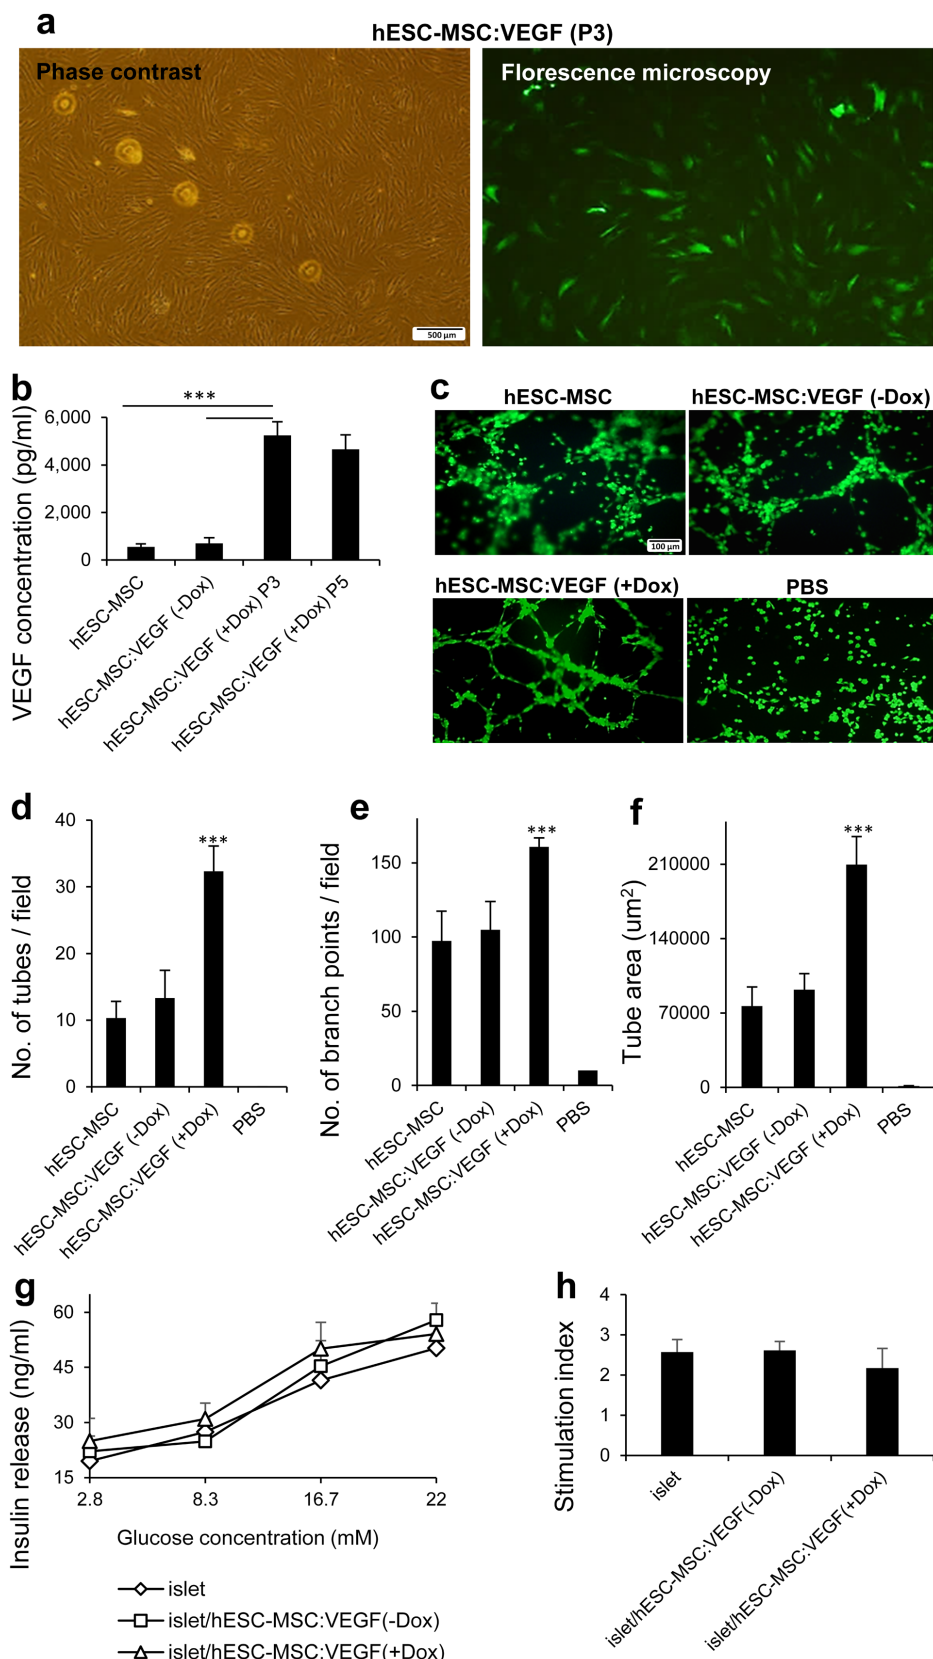 a
hESC-MSC:VEGF (P3)
Phase contrast
Florescence microscopy
500 µm
b
VEGF concentration (pg/ml)
***
6,000
4,000
2,000
0
hESC-MSC
hESC-MSC:VEGF (-Dox)
hESC-MSC:VEGF (+Dox) P3
hESC-MSC:VEGF (+Dox) P5
c
hESC-MSC
hESC-MSC:VEGF (-Dox)
100 µm
hESC-MSC:VEGF (+Dox)
PBS
d
No. of tubes / field
40
30
20
10
0
***
hESC-MSC
hESC-MSC:VEGF (-Dox)
hESC-MSC:VEGF (+Dox)
PBS
e
No. of branch points / field
150
100
50
0
***
hESC-MSC
hESC-MSC:VEGF (-Dox)
hESC-MSC:VEGF (+Dox)
PBS
f
Tube area (um²)
210000
140000
70000
0
***
hESC-MSC
hESC-MSC:VEGF (-Dox)
hESC-MSC:VEGF (+Dox)
PBS
g
Insulin release (ng/ml)
60
45
30
15
2.8
8.3
16.7
22
Glucose concentration (mM)
islet
islet/hESC-MSC:VEGF(-Dox)
islet/hESC-MSC:VEGF(+Dox)
h
Stimulation index
4
3
2
1
0
islet
islet/hESC-MSC:VEGF(-Dox)
islet/hESC-MSC:VEGF(+Dox)